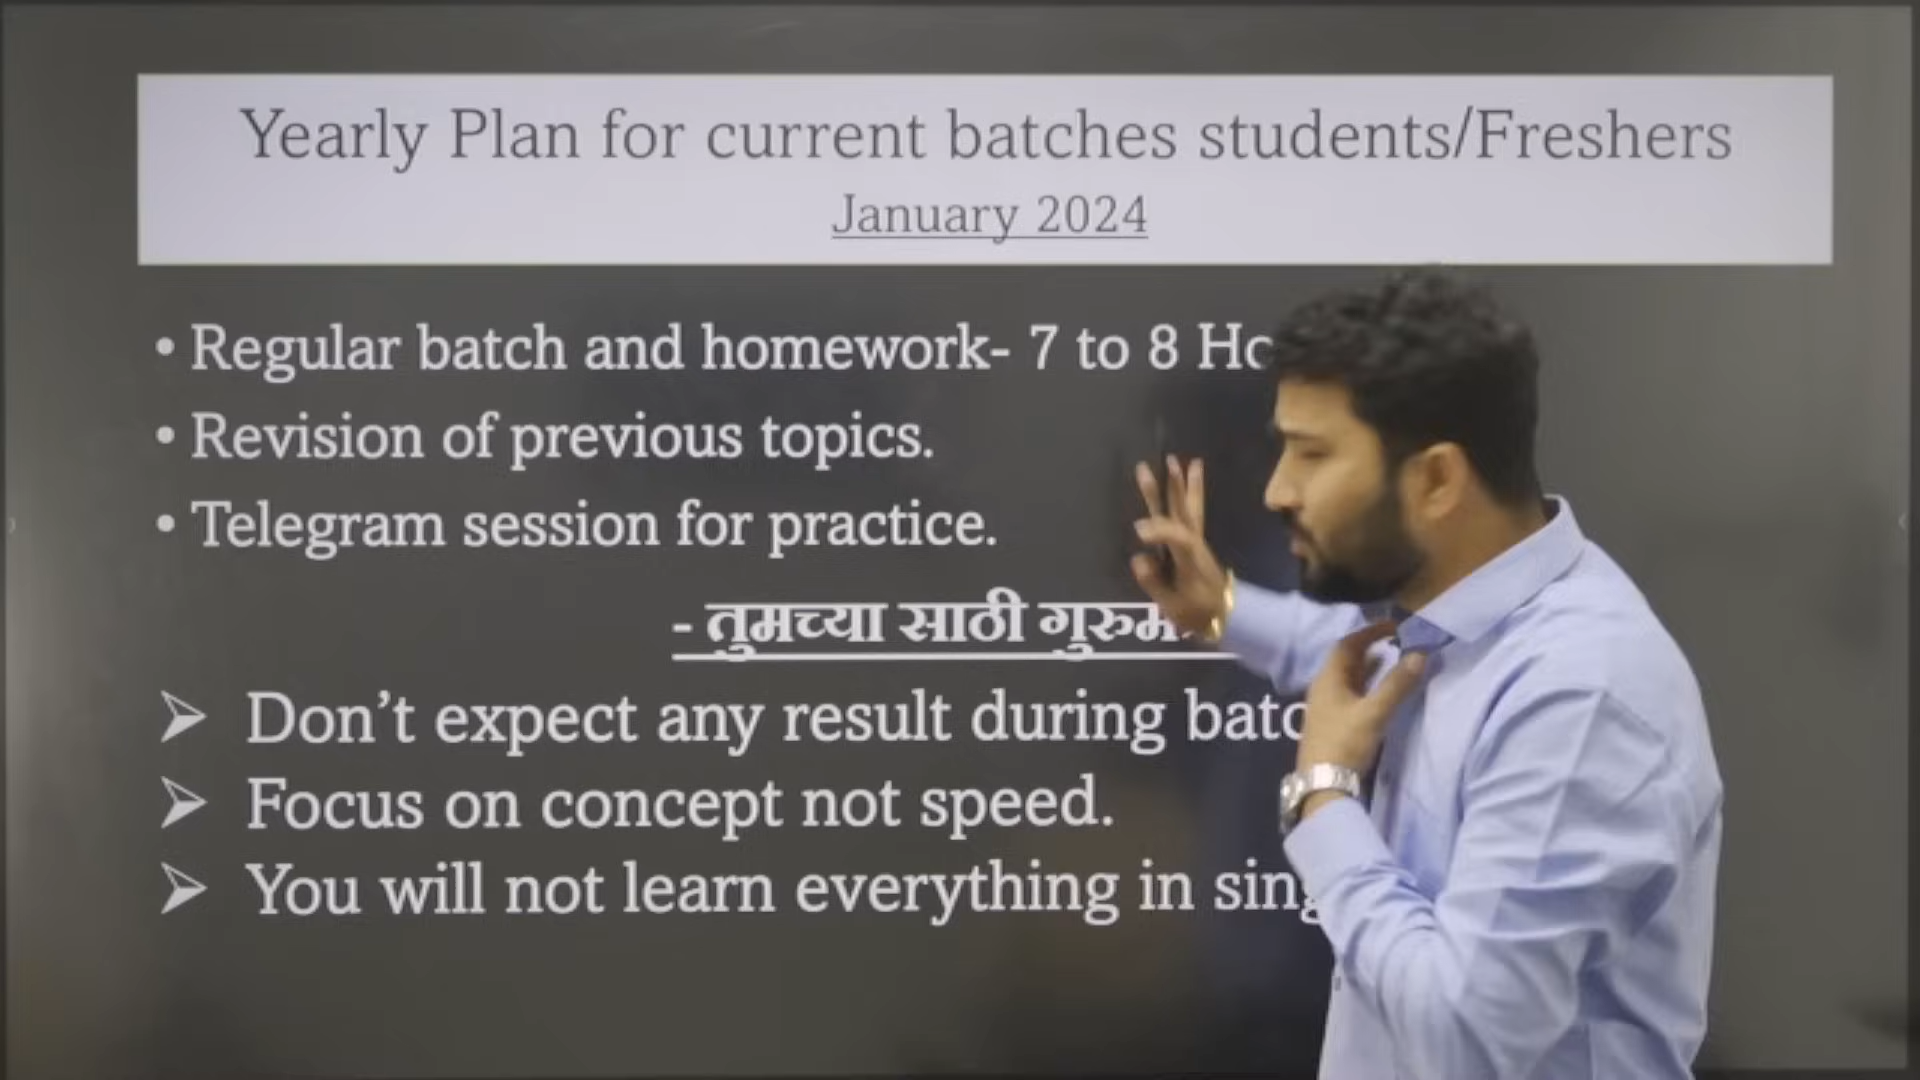 Yearly Plan for current batches students/Freshers
January 2024
• Regular batch and homework- 7 to 8
• Revision of previous topics.
• Telegram session for practice.
- तुमच्या साठी
➢ Don't expect any result during
➢ Focus on concept not speed.
➢ You will not learn everything in